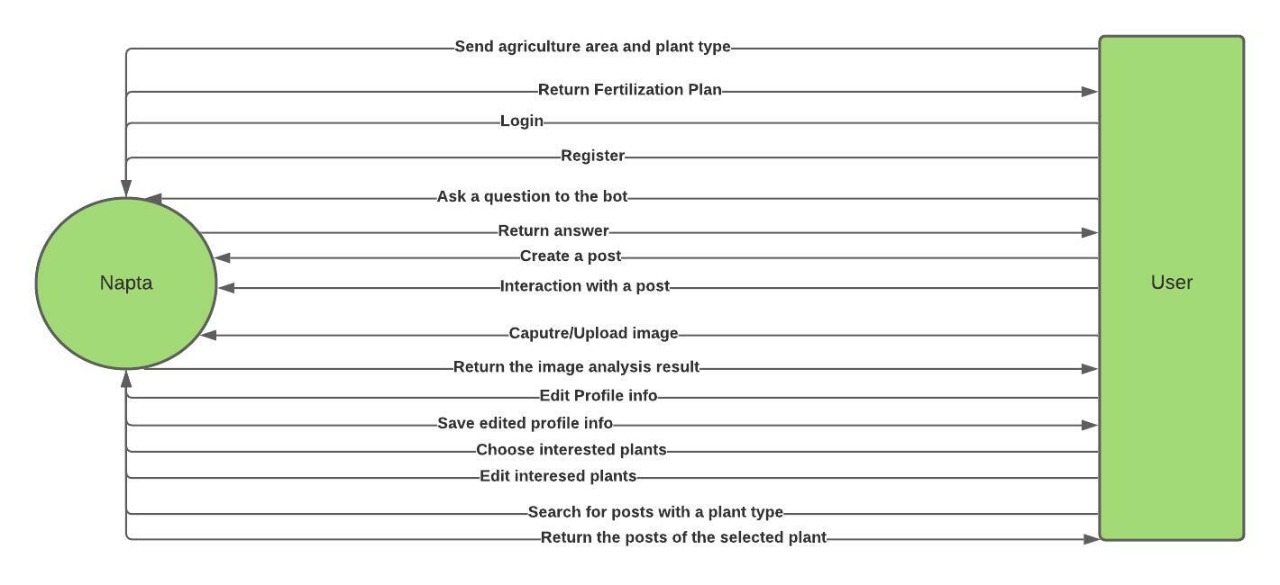 Send agriculture area and plant type
Return Fertilization Plan
Login
Register
Ask a question to the bot
Return answer
Create a post
Napta
User
Interaction with a post
Caputre/Upload image
Return the image analysis result
Edit Profile info
Save edited profile info
Choose interested plants
Edit interesed plants
Search for posts with a plant type
Return the posts of the selected plant